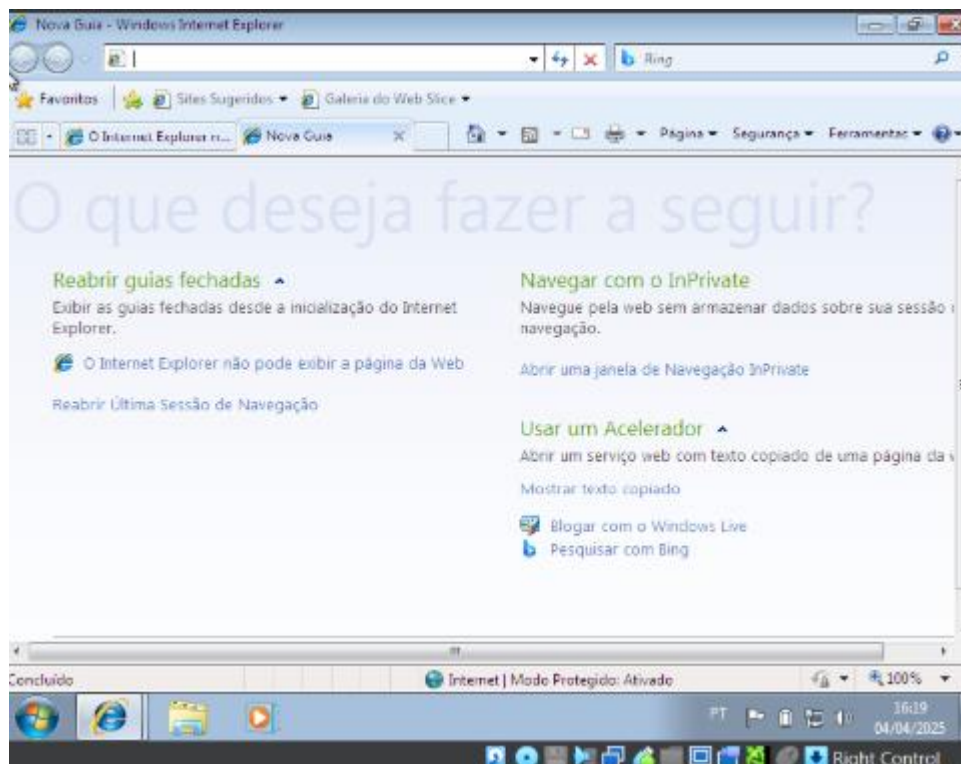 Nova Guia - Windows Internet Explorer
Bing
Favoritos
Sites Sugeridos
Galeria do Web Slice
O Internet Explorer n...
Nova Guia
Página
Segurança
Ferramentas
O que deseja fazer a seguir?
Reabrir guias fechadas
Exibir as guias fechadas desde a inicialização do Internet
Explorer.
O Internet Explorer não pode exibir a página da Web
Reabrir Última Sessão de Navegação
Navegar com o InPrivate
Navegue pela web sem armazenar dados sobre sua sessão
navegação.
Abrir uma janela de Navegação InPrivate
Usar um Acelerador
Abrir um serviço web com texto copiado de uma página da
Mostrar texto copiado
Blogar com o Windows Live
Pesquisar com Bing
Concluído
Internet | Modo Protegido: Ativado
100%
PT
16:19
04/04/2025
Right Control